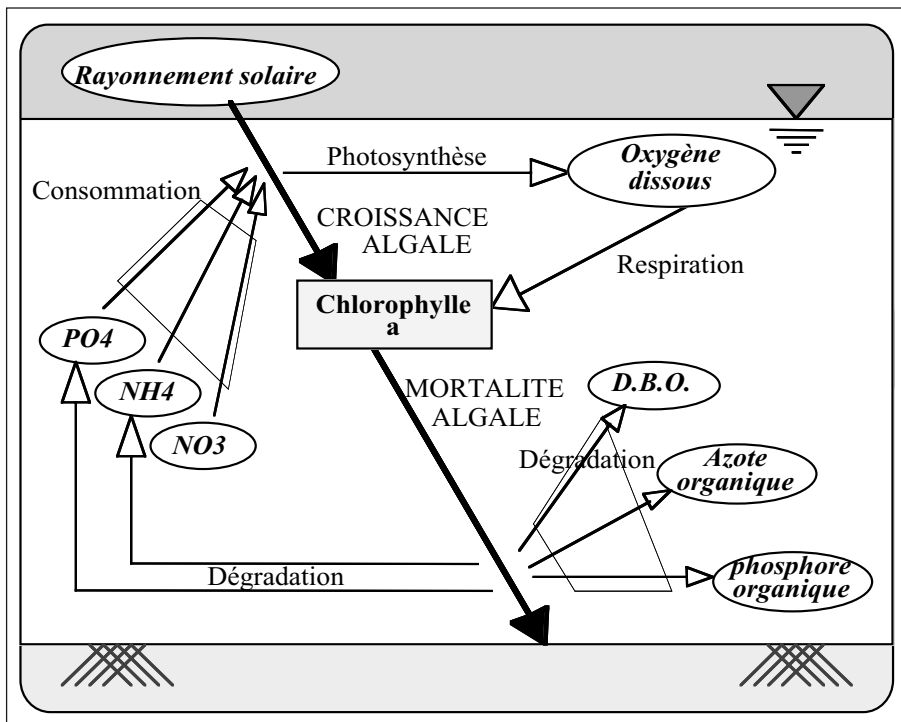 Rayonnement solaire
Photosynthèse
Oxygène
dissous
Consommation
CROISSANCE
ALGALE
Respiration
Chlorophylle
a
PO4
NH4
NO3
MORTALITE
ALGALE
D.B.O.
Dégradation
Azote
organique
Dégradation
phosphore
organique